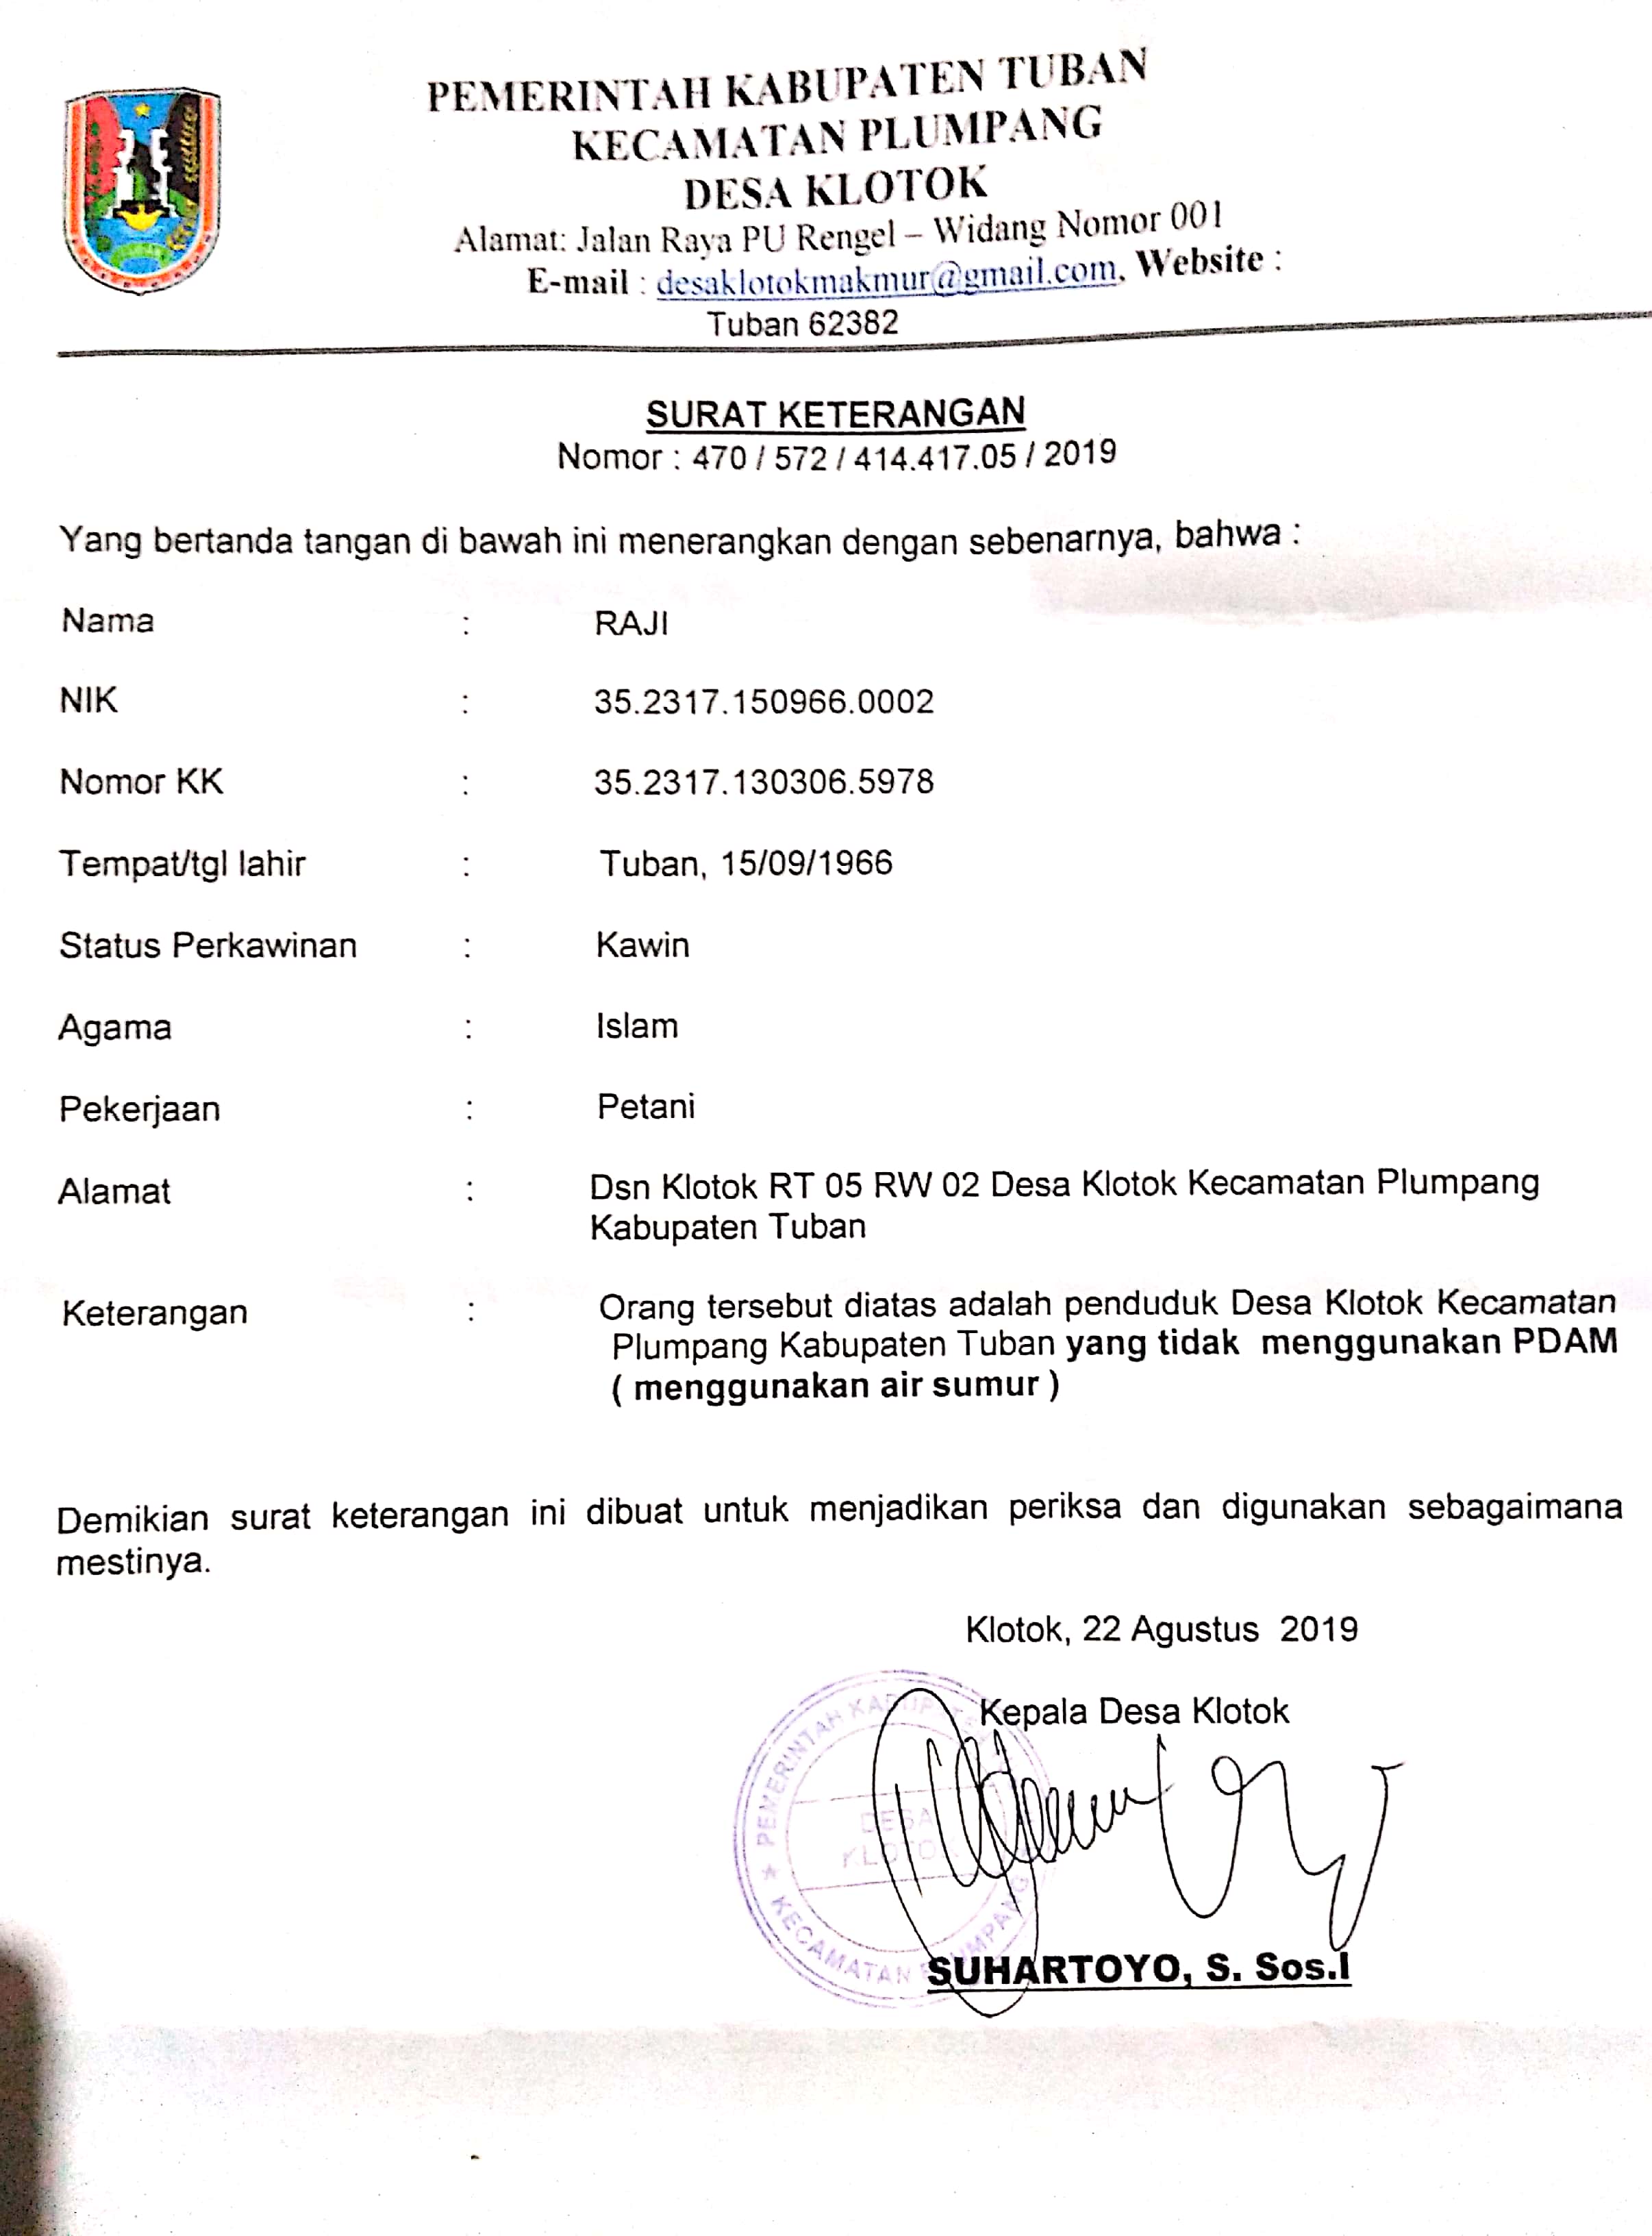 PEMERINTAH KABUPATEN TUBAN
KECAMATAN PLUMPANG
DESA KLOTOK
Alamat: Jalan Raya PU Rengel – Widang Nomor 001
E-mail : desaklotokmakmur@gmail.com, Website :
Tuban 62382
SURAT KETERANGAN
Nomor : 470 / 572 / 414.417.05 / 2019
Yang bertanda tangan di bawah ini menerangkan dengan sebenarnya, bahwa :
Nama : RAJI
NIK : 35.2317.150966.0002
Nomor KK : 35.2317.130306.5978
Tempat/tgl lahir : Tuban, 15/09/1966
Status Perkawinan : Kawin
Agama : Islam
Pekerjaan : Petani
Alamat : Dsn Klotok RT 05 RW 02 Desa Klotok Kecamatan Plumpang
Kabupaten Tuban
Keterangan : Orang tersebut diatas adalah penduduk Desa Klotok Kecamatan
Plumpang Kabupaten Tuban yang tidak menggunakan PDAM
( menggunakan air sumur )
Demikian surat keterangan ini dibuat untuk menjadikan periksa dan digunakan sebagaimana
mestinya.
Klotok, 22 Agustus 2019
Kepala Desa Klotok
PEMERINTAH
DESA
KLOTOK
KECAMATAN PLUMPANG
SUHARTOYO, S. Sos.I